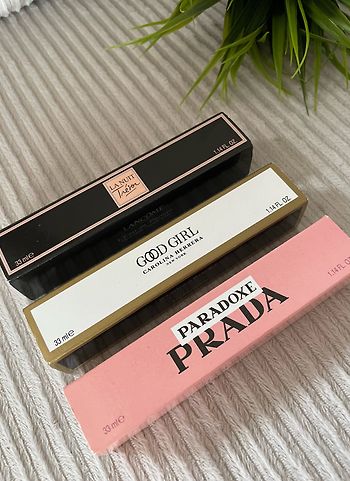 LA NUIT
Trésor
LANCÔME
33 ml e
1.14 FL. OZ
GOOD GIRL
CAROLINA HERRERA
NEW YORK
33 ml e
1.14 FL. OZ
PARADOXE
PRADA
33 ml e
1.14 FL. OZ